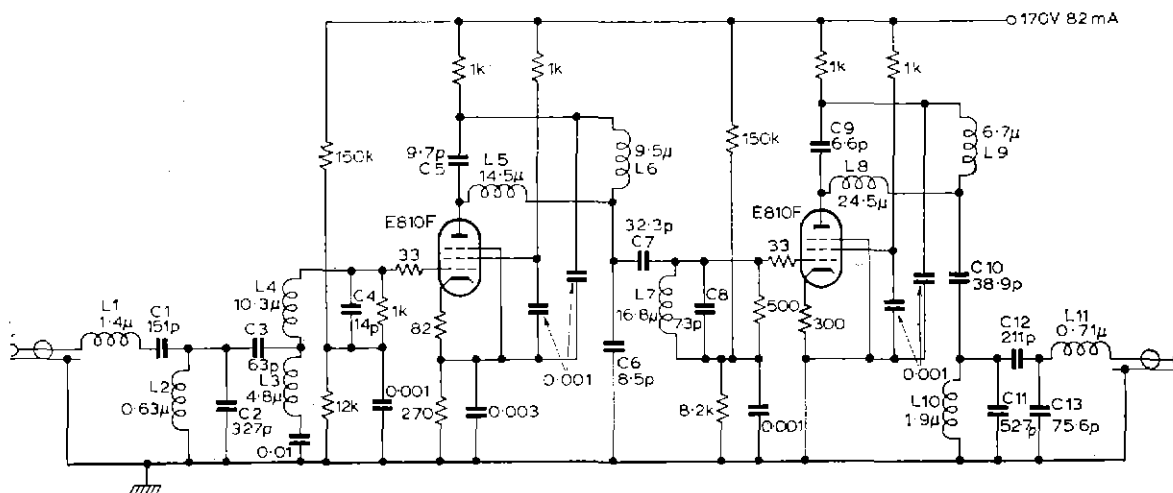 170V 82mA
1k
1k
1k
1k
150k
9·7p
C5
L5
14·5μ
9·5μ
L6
150k
C9
6·6p
L8
24·5μ
6·7μ
L9
E810F
E810F
33
32·3p
C7
33
L4
10·3μ
C4
14p
1k
82
L7
16·8μ
C8
73p
500
300
C10
38·9p
L1
1·4μ
C1
151p
C3
63p
L3
4·8μ
L2
0·63μ
C2
327p
0·01
12k
0·001
270
0·003
0·001
C6
8·5p
8·2k
0·001
0·001
C12
211p
L11
0·71μ
L10
1·9μ
C11
527p
C13
75·6p